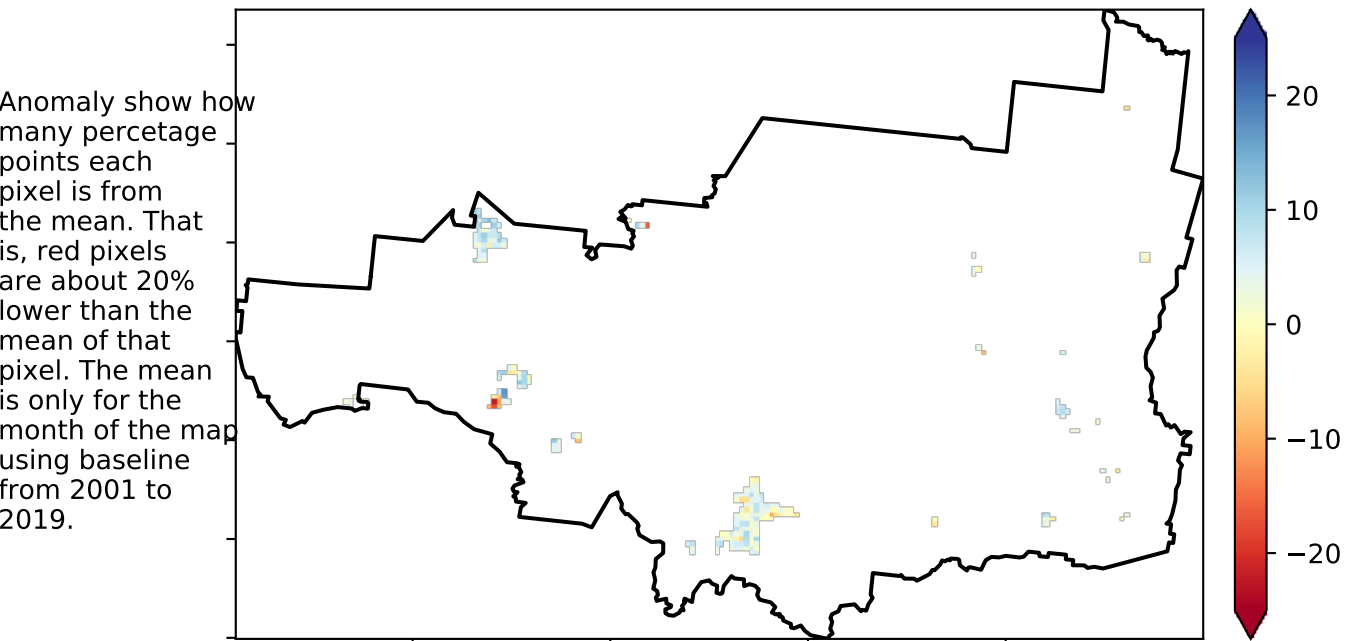 Anomaly show how
many percetage
points each
pixel is from
the mean. That
is, red pixels
are about 20%
lower than the
mean of that
pixel. The mean
is only for the
month of the map
using baseline
from 2001 to
2019.
20
10
0
−10
−20